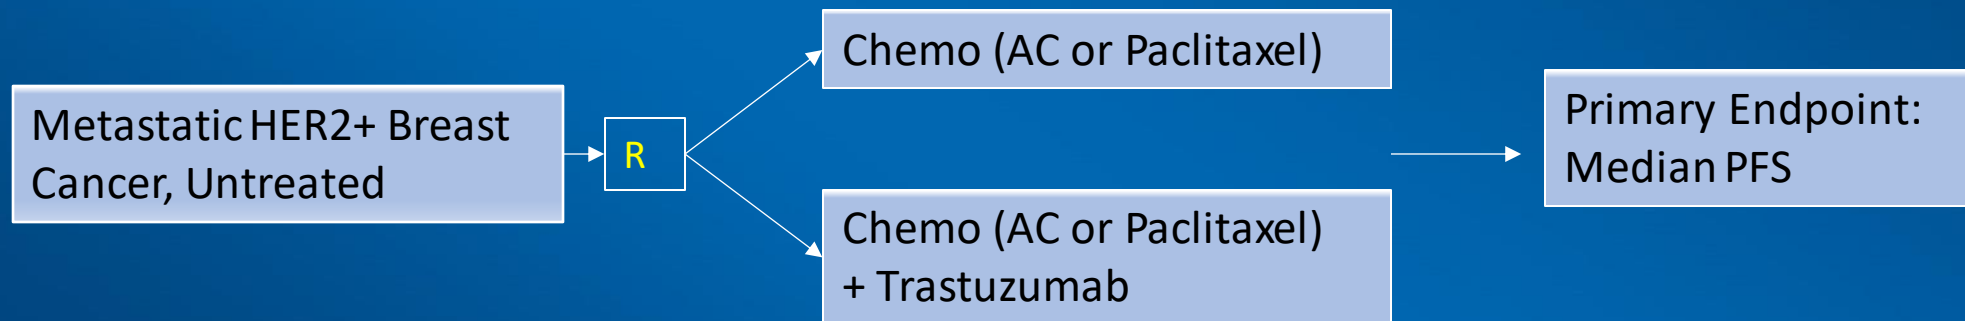 Metastatic HER2+ Breast
Cancer, Untreated
R
Chemo (AC or Paclitaxel)
Chemo (AC or Paclitaxel)
+ Trastuzumab
Primary Endpoint:
Median PFS